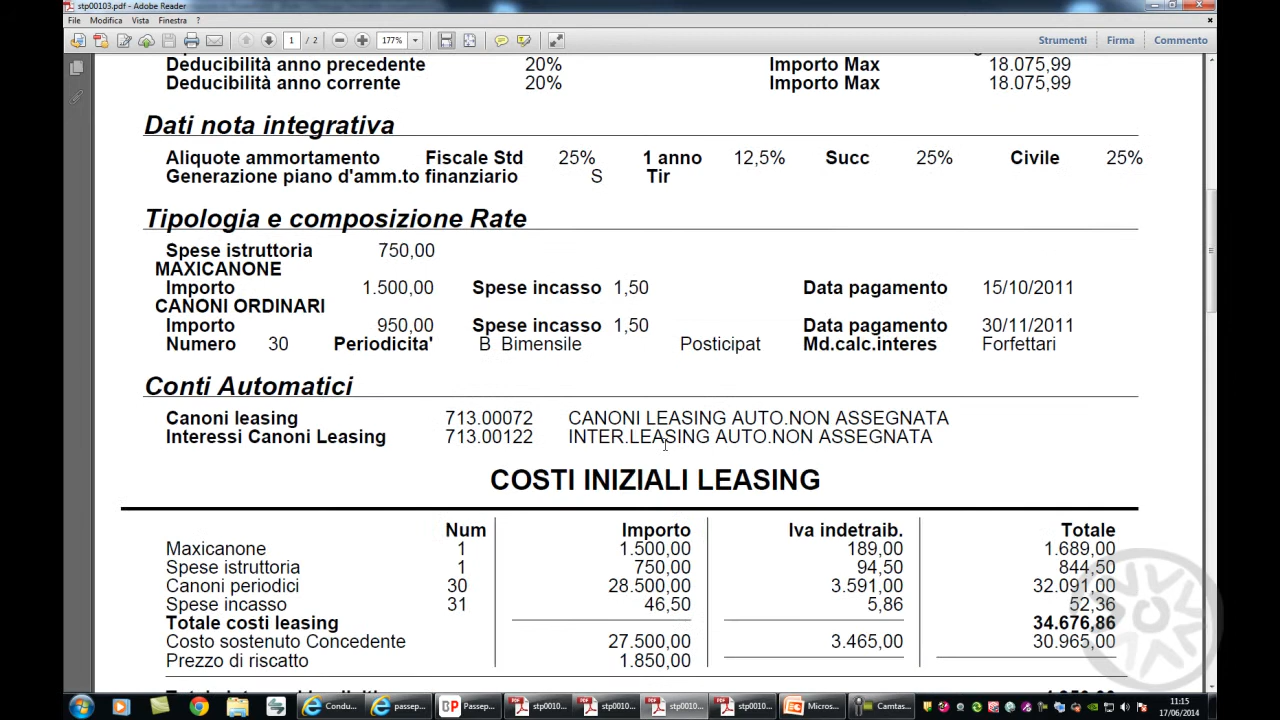 stp00103.pdf - Adobe Reader
File Modifica Vista Finestra ?
1 / 2 177% Strumenti Firma Commento
Deducibilità anno precedente 20% Importo Max 18.075,99
Deducibilità anno corrente 20% Importo Max 18.075,99
Dati nota integrativa
Aliquote ammortamento Fiscale Std 25% 1 anno 12,5% Succ 25% Civile 25%
Generazione piano d'amm.to finanziario S Tir
Tipologia e composizione Rate
Spese istruttoria 750,00
MAXICANONE
Importo 1.500,00 Spese incasso 1,50 Data pagamento 15/10/2011
CANONI ORDINARI
Importo 950,00 Spese incasso 1,50 Data pagamento 30/11/2011
Numero 30 Periodicita' B Bimensile Posticipat Md.calc.interes Forfettari
Conti Automatici
Canoni leasing 713.00072 CANONI LEASING AUTO.NON ASSEGNATA
Interessi Canoni Leasing 713.00122 INTER.LEASING AUTO.NON ASSEGNATA
COSTI INIZIALI LEASING
Num Importo Iva indetraib. Totale
Maxicanone 1 1.500,00 189,00 1.689,00
Spese istruttoria 1 750,00 94,50 844,50
Canoni periodici 30 28.500,00 3.591,00 32.091,00
Spese incasso 31 46,50 5,86 52,36
Totale costi leasing 34.676,86
Costo sostenuto Concedente 27.500,00 3.465,00 30.965,00
Prezzo di riscatto 1.850,00
Condu... passep... Passep... stp0010... stp0010... stp0010... stp0010... Micros... Camtas... 11:15
17/06/2014